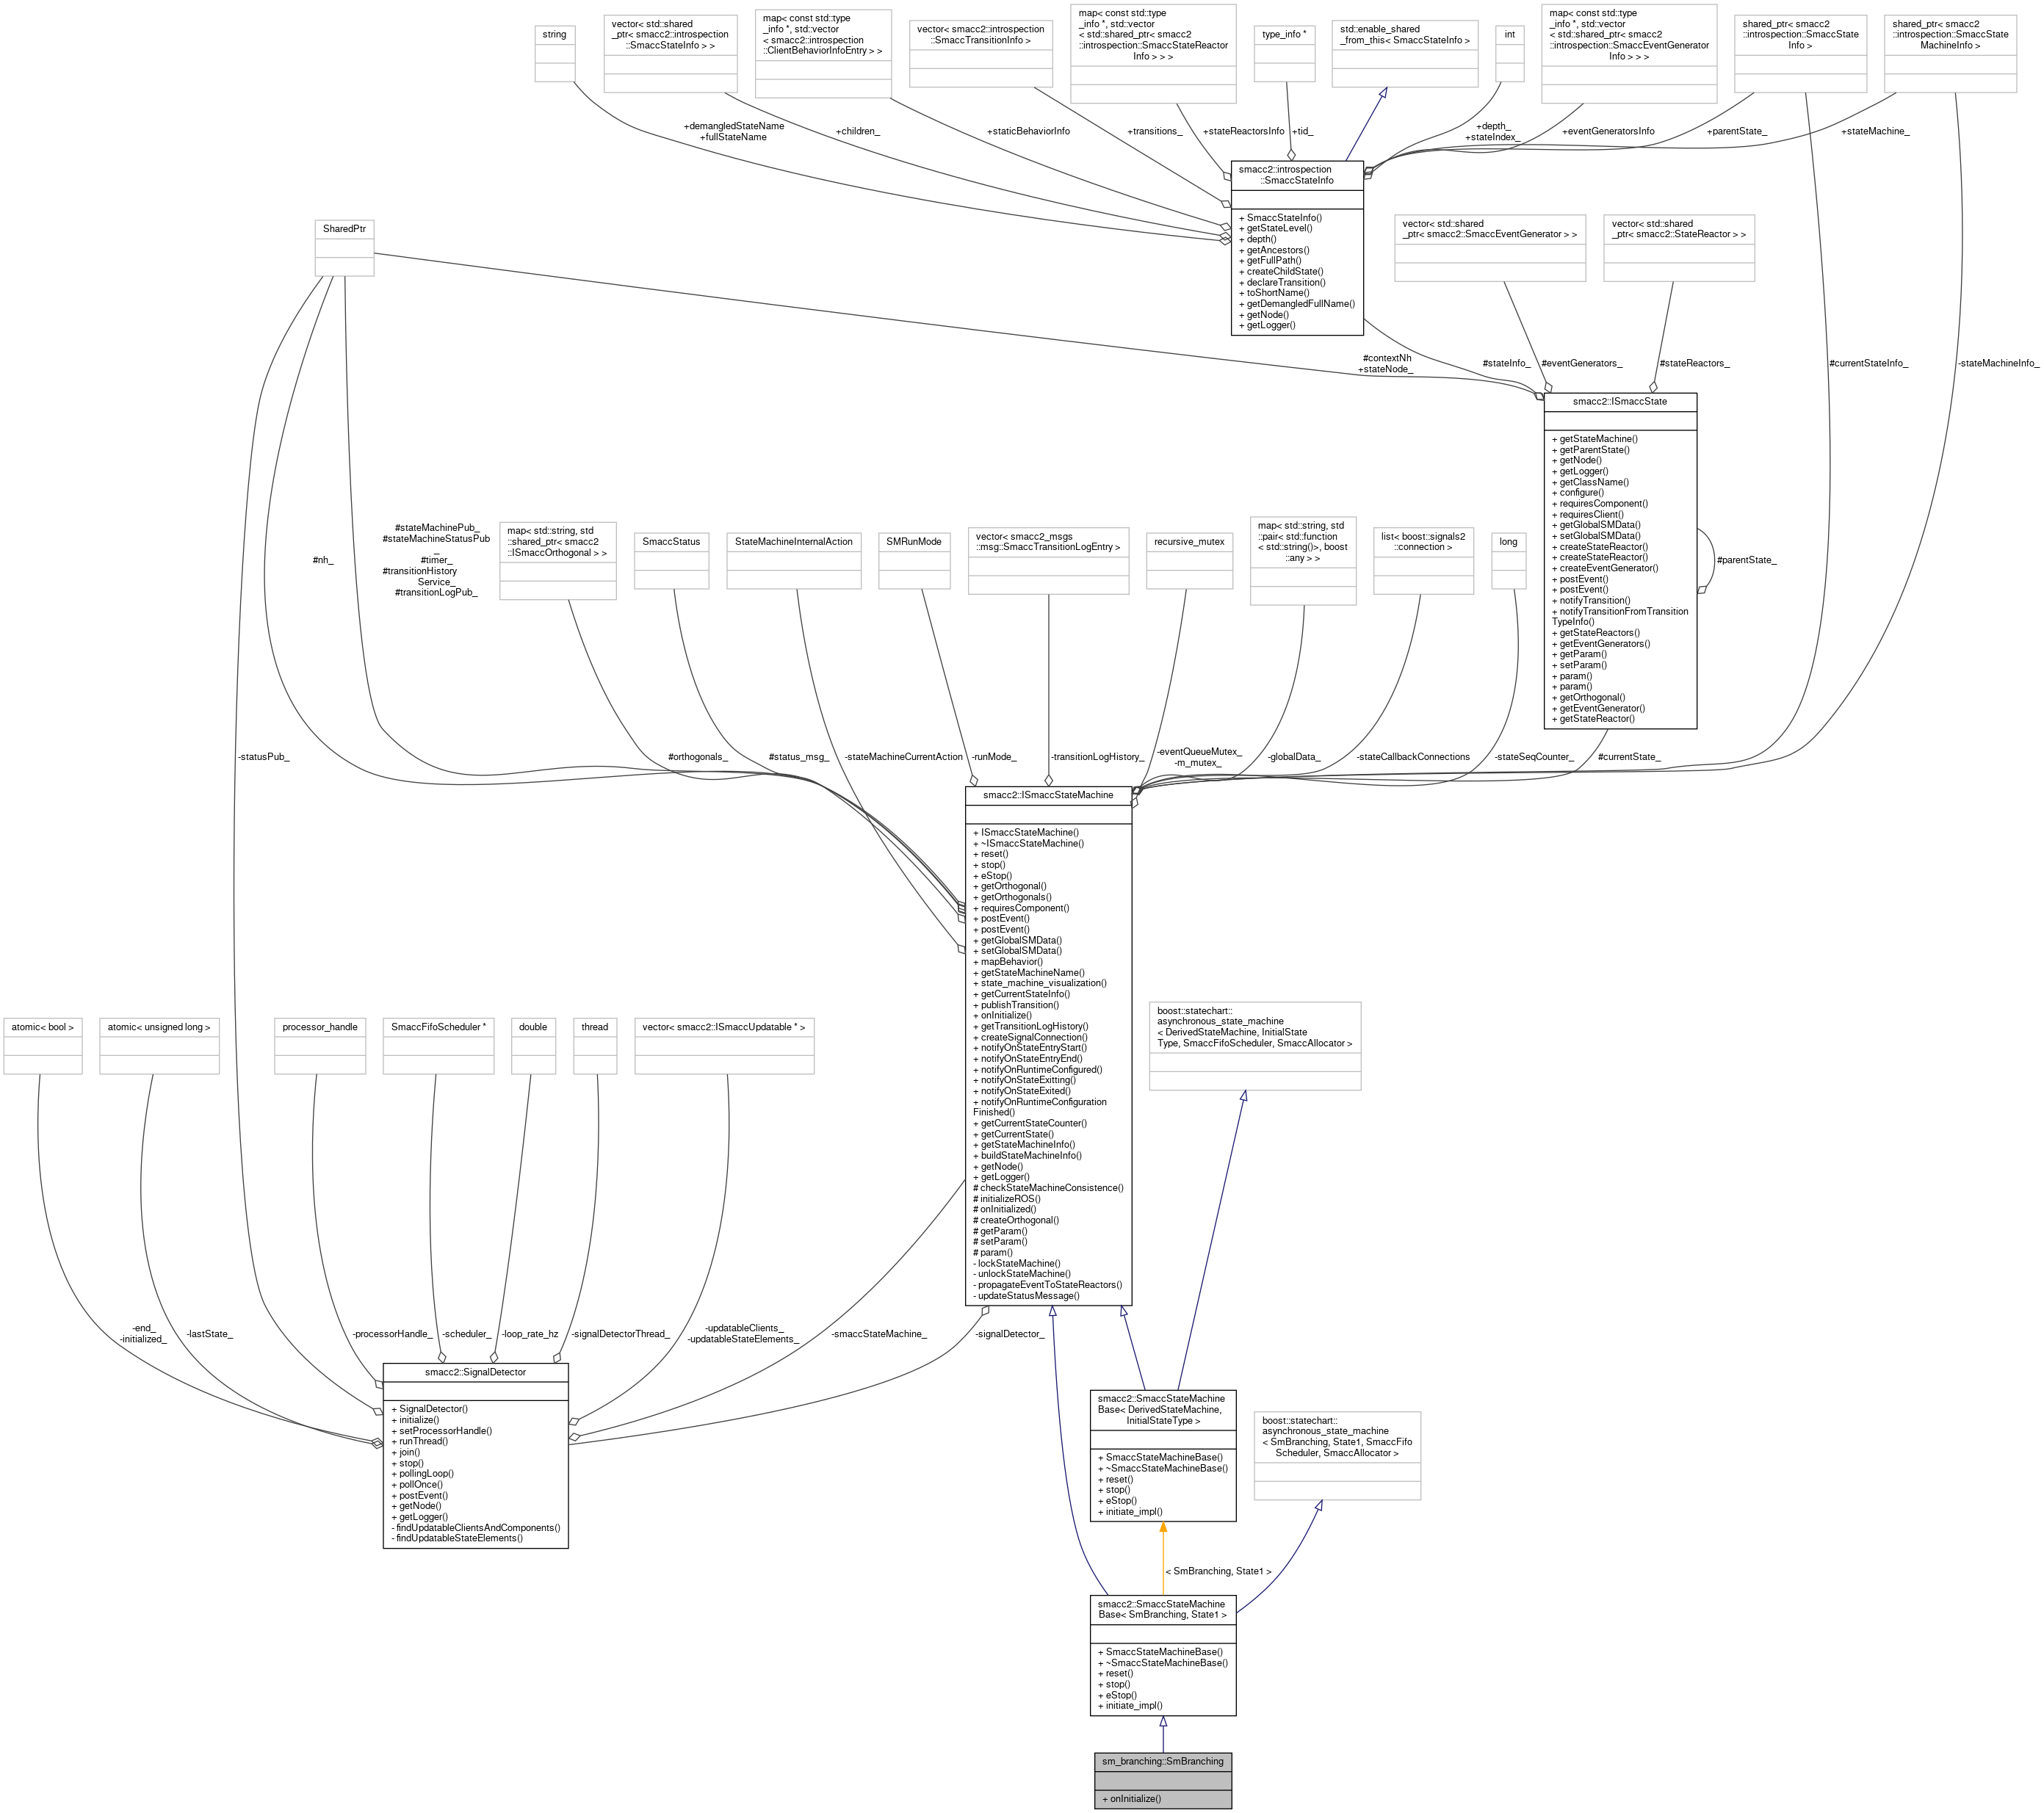 string
vector< std::shared
_ptr< smacc2::introspection
::SmaccStateInfo > >
map< const std::type
_info *, std::vector
< smacc2::introspection
::ClientBehaviorInfoEntry > >
vector< smacc2::introspection
::SmaccTransitionInfo >
map< const std::type
_info *, std::vector
< std::shared_ptr< smacc2
::introspection::SmaccStateReactor
Info > > >
type_info *
std::enable_shared
_from_this< SmaccStateInfo >
int
map< const std::type
_info *, std::vector
< std::shared_ptr< smacc2
::introspection::SmaccEventGenerator
Info > > >
shared_ptr< smacc2
::introspection::SmaccState
Info >
shared_ptr< smacc2
::introspection::SmaccState
MachineInfo >
+demangledStateName
+fullStateName
+children_
+staticBehaviorInfo
+transitions_
+stateReactorsInfo
+tid_
+depth_
+stateIndex_
+eventGeneratorsInfo
+parentState_
+stateMachine_
smacc2::introspection
::SmaccStateInfo
+ SmaccStateInfo()
+ getStateLevel()
+ depth()
+ getAncestors()
+ getFullPath()
+ createChildState()
+ declareTransition()
+ toShortName()
+ getDemangledFullName()
+ getNode()
+ getLogger()
SharedPtr
vector< std::shared
_ptr< smacc2::SmaccEventGenerator > >
vector< std::shared
_ptr< smacc2::StateReactor > >
#contextNh
+stateNode_
#stateInfo_
#eventGenerators_
#stateReactors_
#currentStateInfo_
-stateMachineInfo_
smacc2::ISmaccState
+ getStateMachine()
+ getParentState()
+ getNode()
+ getLogger()
+ getClassName()
+ configure()
+ requiresComponent()
+ requiresClient()
+ getGlobalSMData()
+ setGlobalSMData()
+ createStateReactor()
+ createStateReactor()
+ createEventGenerator()
+ postEvent()
+ postEvent()
+ notifyTransition()
+ notifyTransitionFromTransition
TypeInfo()
+ getStateReactors()
+ getEventGenerators()
+ getParam()
+ setParam()
+ param()
+ param()
+ getOrthogonal()
+ getEventGenerator()
+ getStateReactor()
#parentState_
#nh_
#stateMachinePub_
#stateMachineStatusPub
_
#timer_
#transitionHistory
Service_
#transitionLogPub_
map< std::string, std
::shared_ptr< smacc2
::ISmaccOrthogonal > >
SmaccStatus
StateMachineInternalAction
SMRunMode
vector< smacc2_msgs
::msg::SmaccTransitionLogEntry >
recursive_mutex
map< std::string, std
::pair< std::function
< std::string()>, boost
::any > >
list< boost::signals2
::connection >
long
-statusPub_
#orthogonals_
#status_msg_
-stateMachineCurrentAction
-runMode_
-transitionLogHistory_
-eventQueueMutex_
-m_mutex_
-globalData_
-stateCallbackConnections
-stateSeqCounter_
#currentState_
smacc2::ISmaccStateMachine
+ ISmaccStateMachine()
+ ~ISmaccStateMachine()
+ reset()
+ stop()
+ eStop()
+ getOrthogonal()
+ getOrthogonals()
+ requiresComponent()
+ postEvent()
+ postEvent()
+ getGlobalSMData()
+ setGlobalSMData()
+ mapBehavior()
+ getStateMachineName()
+ state_machine_visualization()
+ getCurrentStateInfo()
+ publishTransition()
+ onInitialize()
+ getTransitionLogHistory()
+ createSignalConnection()
+ notifyOnStateEntryStart()
+ notifyOnStateEntryEnd()
+ notifyOnRuntimeConfigured()
+ notifyOnStateExitting()
+ notifyOnStateExited()
+ notifyOnRuntimeConfiguration
Finished()
+ getCurrentStateCounter()
+ getCurrentState()
+ getStateMachineInfo()
+ buildStateMachineInfo()
+ getNode()
+ getLogger()
# checkStateMachineConsistence()
# initializeROS()
# onInitialized()
# createOrthogonal()
# getParam()
# setParam()
# param()
- lockStateMachine()
- unlockStateMachine()
- propagateEventToStateReactors()
- updateStatusMessage()
atomic< bool >
atomic< unsigned long >
processor_handle
SmaccFifoScheduler *
double
thread
vector< smacc2::ISmaccUpdatable * >
boost::statechart::
asynchronous_state_machine
< DerivedStateMachine, InitialState
Type, SmaccFifoScheduler, SmaccAllocator >
-end_
-initialized_
-lastState_
-processorHandle_
-scheduler_
-loop_rate_hz
-signalDetectorThread_
-updatableClients_
-updatableStateElements_
-smaccStateMachine_
-signalDetector_
smacc2::SignalDetector
+ SignalDetector()
+ initialize()
+ setProcessorHandle()
+ runThread()
+ join()
+ stop()
+ pollingLoop()
+ pollOnce()
+ postEvent()
+ getNode()
+ getLogger()
- findUpdatableClientsAndComponents()
- findUpdatableStateElements()
smacc2::SmaccStateMachine
Base< DerivedStateMachine,
InitialStateType >
+ SmaccStateMachineBase()
+ ~SmaccStateMachineBase()
+ reset()
+ stop()
+ eStop()
+ initiate_impl()
boost::statechart::
asynchronous_state_machine
< SmBranching, State1, SmaccFifo
Scheduler, SmaccAllocator >
< SmBranching, State1 >
smacc2::SmaccStateMachine
Base< SmBranching, State1 >
+ SmaccStateMachineBase()
+ ~SmaccStateMachineBase()
+ reset()
+ stop()
+ eStop()
+ initiate_impl()
sm_branching::SmBranching
+ onInitialize()